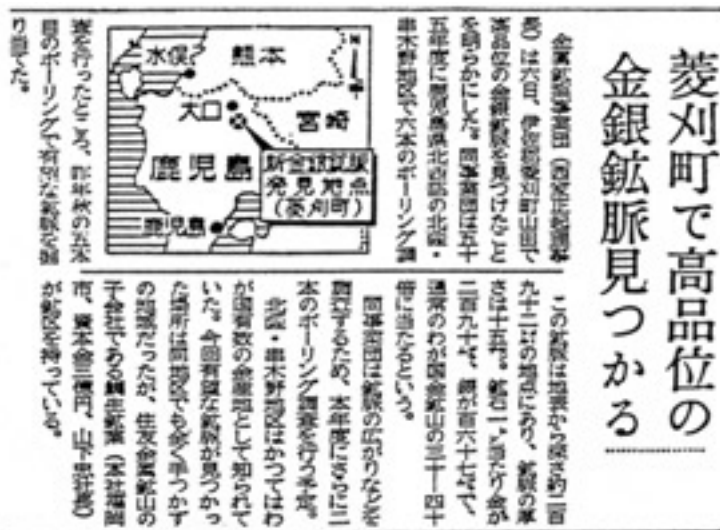 菱刈町で高品位の
金銀鉱脈見つかる
金属鉱業事業団（西家正起理事
長）は六日、伊佐郡菱刈町山田で
高品位の金銀鉱脈を見つけたこと
を明らかにした。同事業団は五十
五年度に鹿児島県北西部の北薩・
串木野地区で六本のボーリング調
査を行ったところ、昨年秋の五本
目のボーリングで有望な鉱脈を掘
り当てた。
熊本
水俣
大口
宮崎
鹿児島
新金銀鉱脈
発見地点
（菱刈町）
鹿児島
この鉱脈は地表から深さ約二百
九十二㍍の地点にあり、鉱脈の厚
さは十五㌢。鉱石一㌧当たり金が
二百九十㌘、銀が百六十七㌘で、
通常のわが国金鉱山の三十―四十
倍に当たるという。
同事業団は鉱脈の広がりなどを
調査するため、本年度にさらに二
本のボーリング調査を行う予定。
北薩・串木野地区はかつてはわ
が国有数の金産地として知られて
いた。今回有望な鉱脈が見つかっ
た場所は同地区でも全く手つかず
の地域だったが、住友金属鉱山の
子会社である鯛生鉱業（本社福岡
市、資本金三億円、山下忠社長）
が鉱区を持っている。